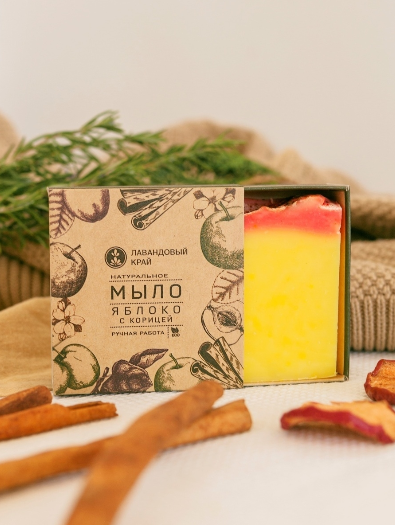 ЛАВАНДОВЫЙ
КРАЙ
НАТУРАЛЬНОЕ
МЫЛО
ЯБЛОКО
С КОРИЦЕЙ
РУЧНАЯ РАБОТА